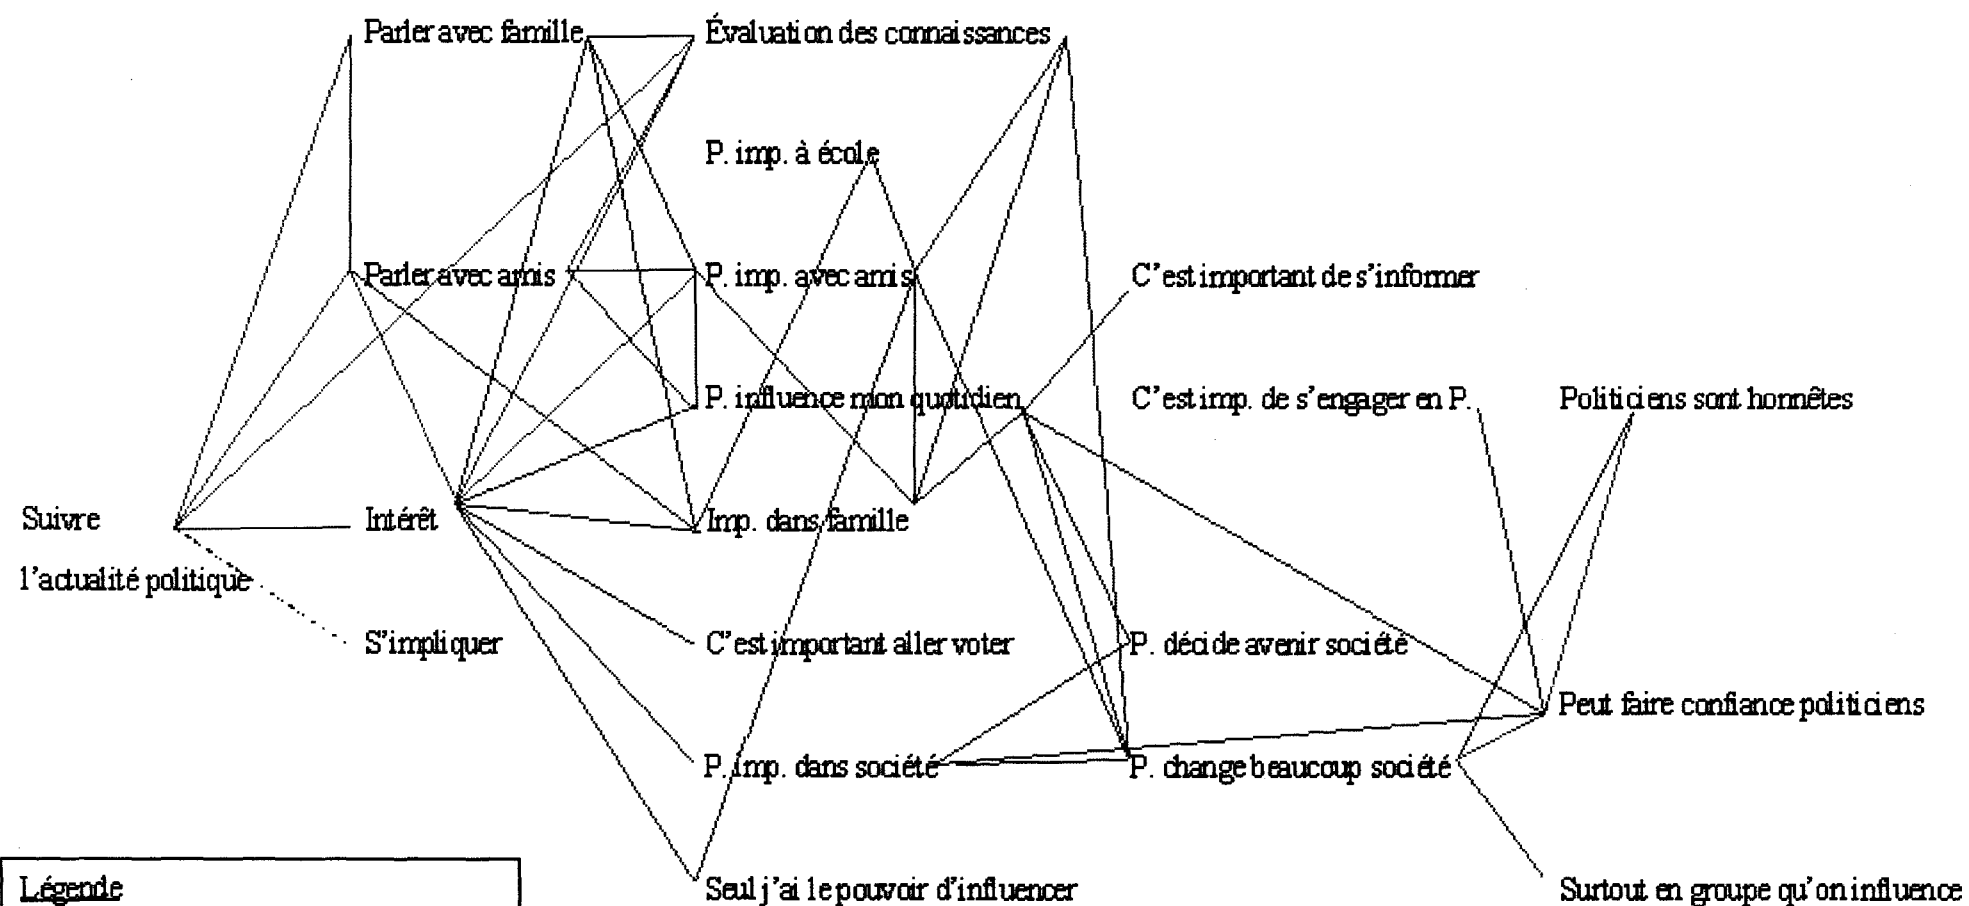 Parler avec famille
Évaluation des connaissances
P. imp. à école
Parler avec amis
P. imp. avec amis
C'est important de s'informer
P. influence mon quotidien
C'est imp. de s'engager en P.
Politiciens sont honnêtes
Suivre
Intérêt
Imp. dans famille
l'actualité politique
S'impliquer
C'est important aller voter
P. décide avenir société
Peut faire confiance politiciens
P. imp. dans société
P. change beaucoup société
Légende
Seul j'ai le pouvoir d'influencer
Surtout en groupe qu'on influence